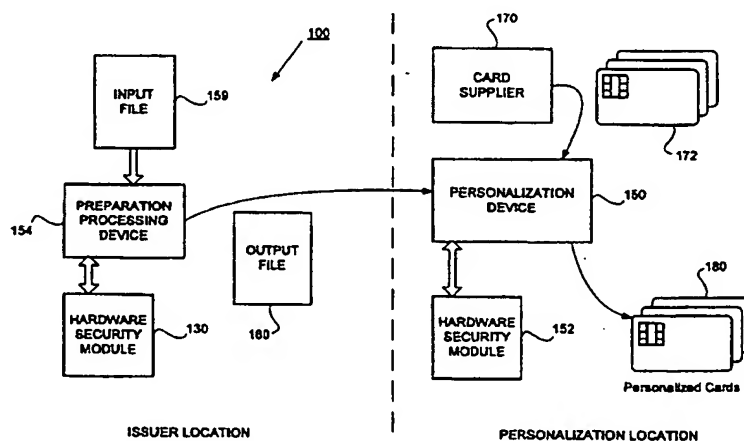 100
INPUT
FILE
159
PREPARATION
PROCESSING
DEVICE
154
OUTPUT
FILE
160
HARDWARE
SECURITY
MODULE
130
ISSUER LOCATION
170
CARD
SUPPLIER
172
PERSONALIZATION
DEVICE
150
HARDWARE
SECURITY
MODULE
152
180
Personalized Cards
PERSONALIZATION LOCATION